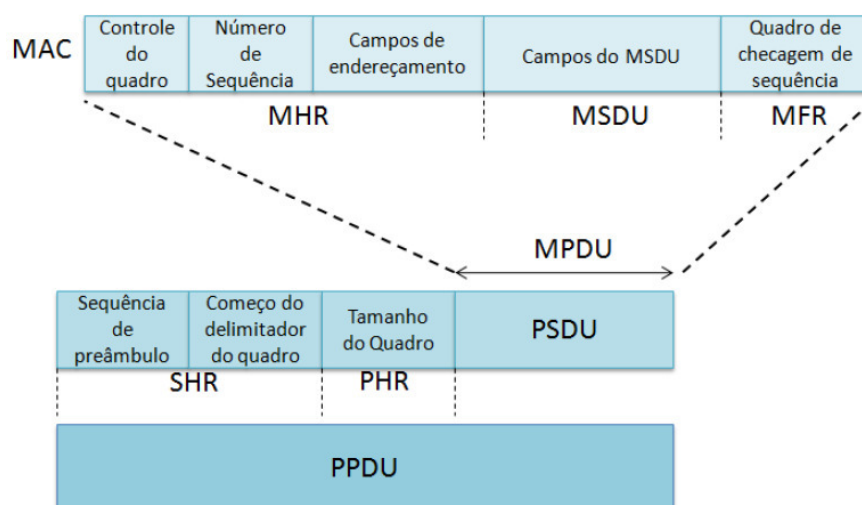 MAC
Controle
do
quadro
Número
de
Sequência
Campos de
endereçamento
Campos do MSDU
Quadro de
checagem de
sequência
MHR
MSDU
MFR
MPDU
Sequência
de
preâmbulo
Começo do
delimitador
do quadro
Tamanho
do Quadro
PSDU
SHR
PHR
PPDU